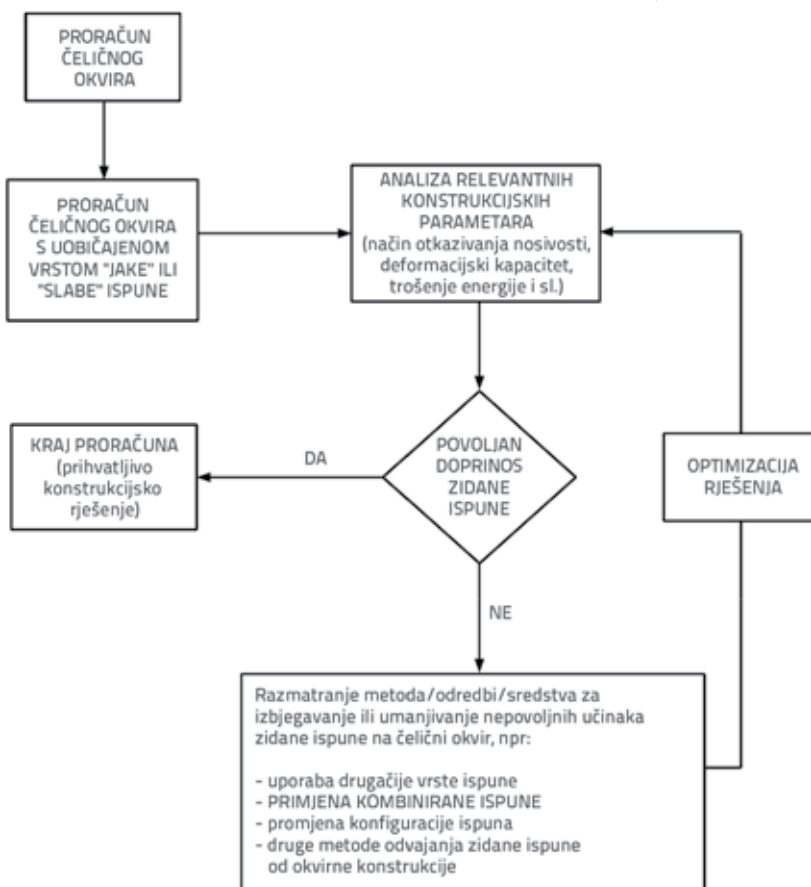 PRORAČUN
ČELIČNOG
OKVIRA
PRORAČUN
ČELIČNOG OKVIRA
S UOBIČAJENOM
VRSTOM "JAKE" ILI
"SLABE" ISPUNE
ANALIZA RELEVANTNIH
KONSTRUKCIJSKIH
PARAMETARA
(način otkazivanja nosivosti,
deformacijski kapacitet,
trošenje energije i sl.)
KRAJ PRORAČUNA
(prihvatljivo
konstrukcijsko
rješenje)
DA
POVOLJAN
DOPRINOS
ZIDANE
ISPUNE
OPTIMIZACIJA
RJEŠENJA
NE
Razmatranje metoda/odredbi/sredstva za
izbjegavanje ili umanjivanje nepovoljnih učinaka
zidane ispune na čelični okvir, npr:
- uporaba drugačije vrste ispune
- PRIMJENA KOMBINIRANE ISPUNE
- promjena konfiguracije ispuna
- druge metode odvajanja zidane ispune
od okvirne konstrukcije